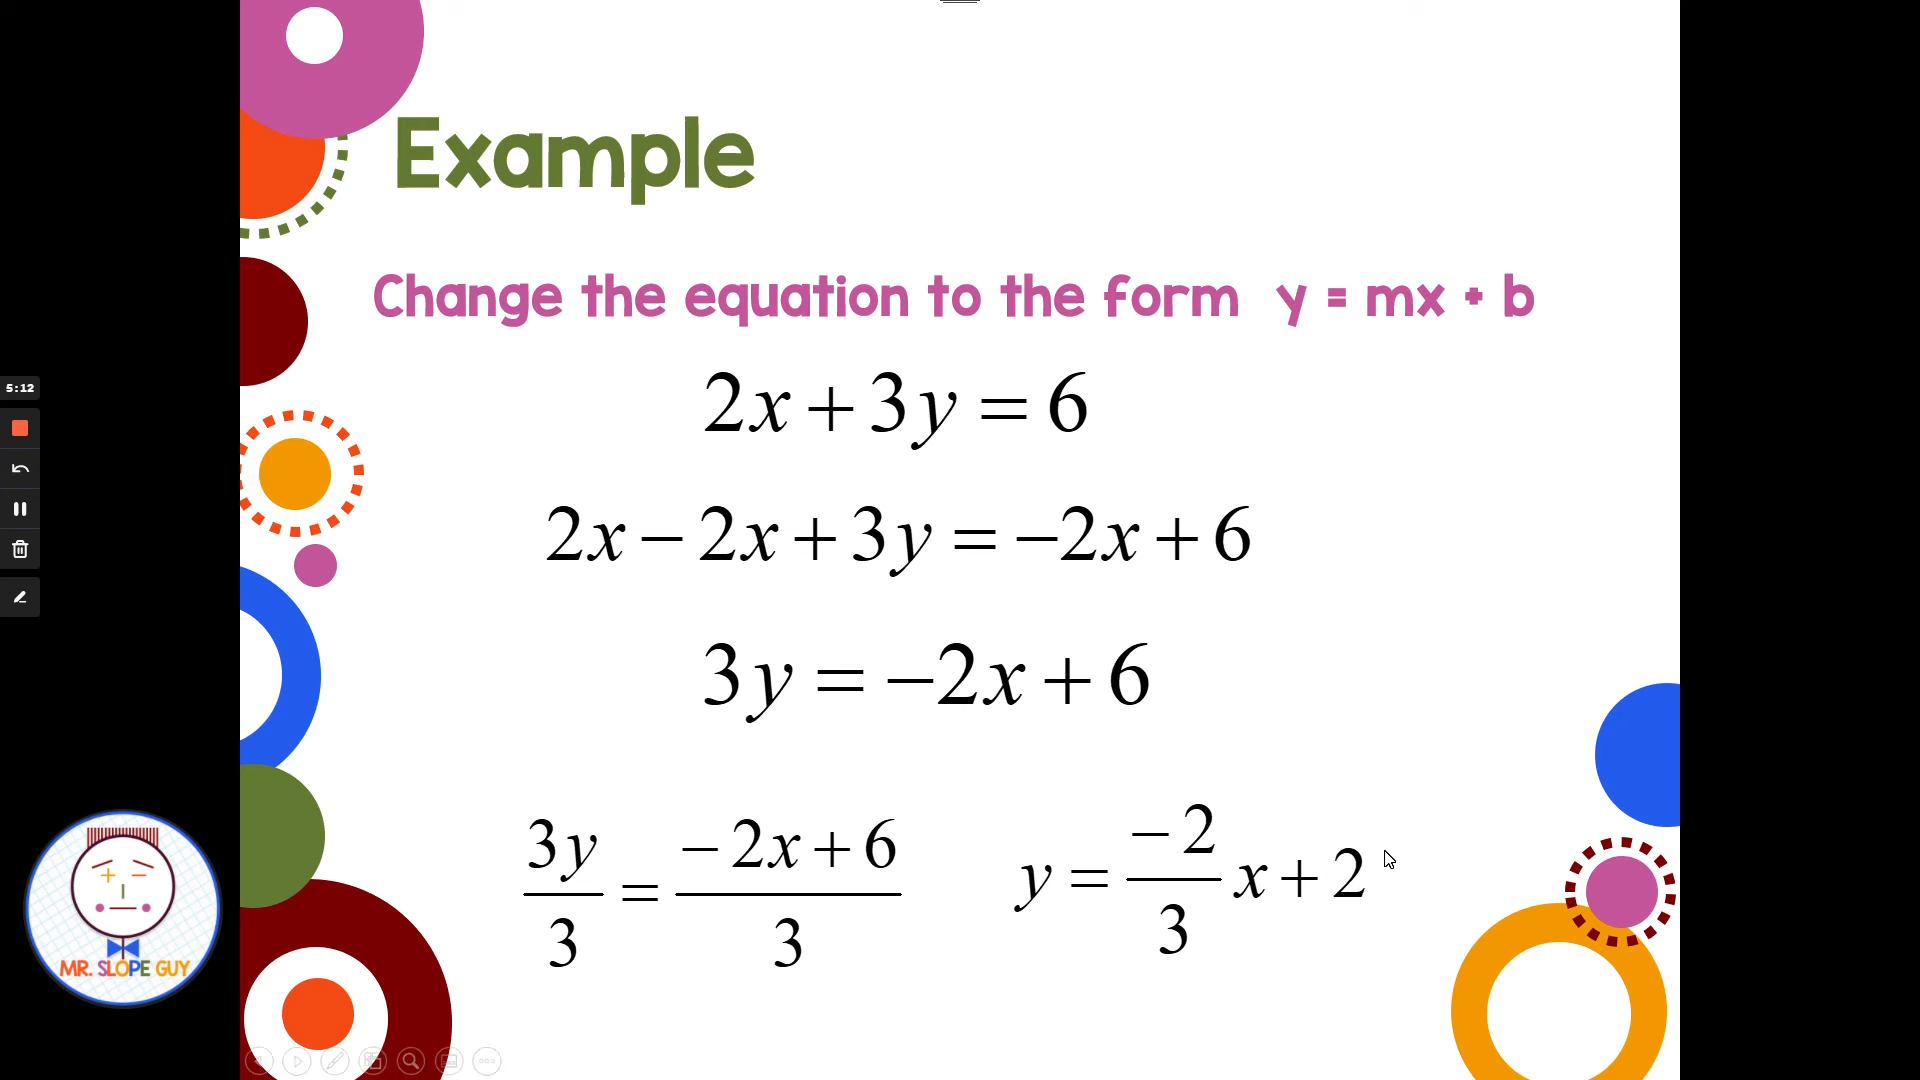 Example
Change the equation to the form y = mx + b
2x + 3y = 6
2x − 2x + 3y = −2x + 6
3y = −2x + 6
3y/3 = −2x + 6/3
y = −2/3 x + 2
5:12
MR. SLOPE GUY